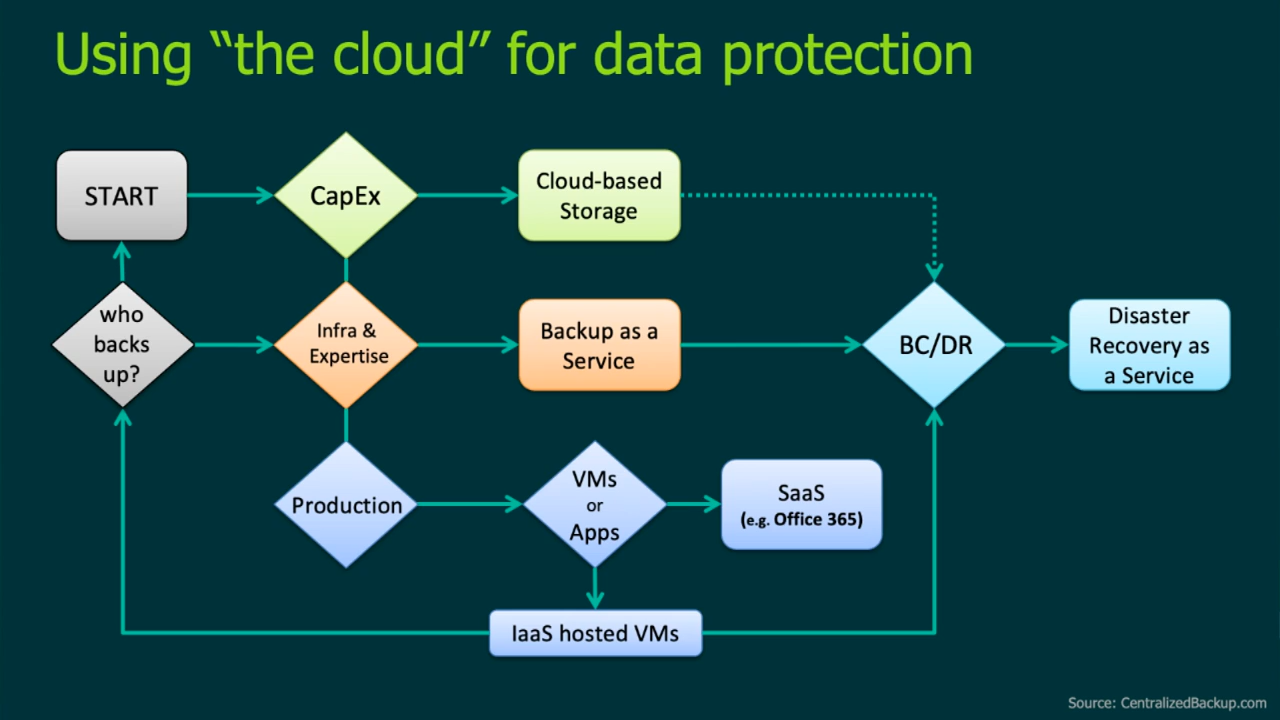 Using “the cloud” for data protection
START
CapEx
Cloud-based
Storage
who
backs
up?
Infra &
Expertise
Backup as a
Service
BC/DR
Disaster
Recovery as
a Service
Production
VMs
or
Apps
SaaS
(e.g. Office 365)
IaaS hosted VMs
Source: CentralizedBackup.com